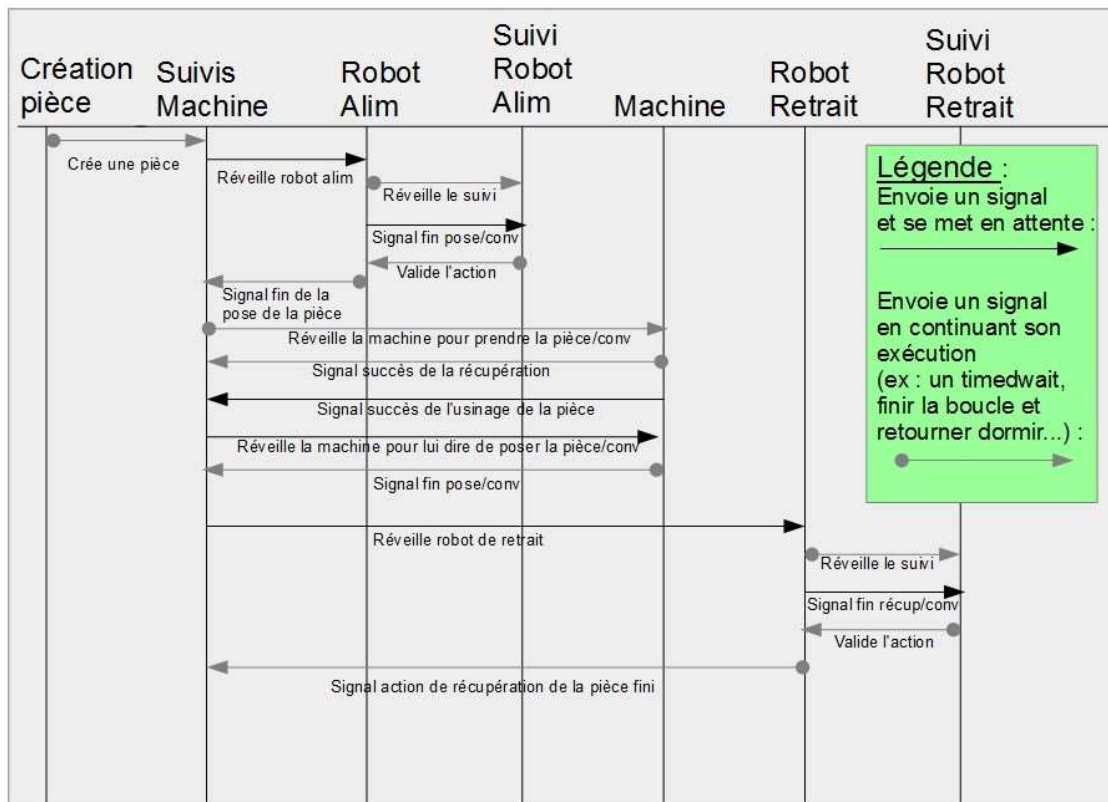 Création
pièce
Suivis
Machine
Robot
Alim
Suivi
Robot
Alim
Machine
Robot
Retrait
Suivi
Robot
Retrait
Crée une pièce
Réveille robot alim
Réveille le suivi
Signal fin pose/conv
Valide l'action
Signal fin de la
pose de la pièce
Réveille la machine pour prendre la pièce/conv
Signal succès de la récupération
Signal succès de l'usinage de la pièce
Réveille la machine pour lui dire de poser la pièce/conv
Signal fin pose/conv
Réveille robot de retrait
Réveille le suivi
Signal fin récup/conv
Valide l'action
Signal action de récupération de la pièce fini
Légende :
Envoie un signal
et se met en attente :
Envoie un signal
en continuant son
exécution
(ex : un timedwait,
finir la boucle et
retourner dormir...) :